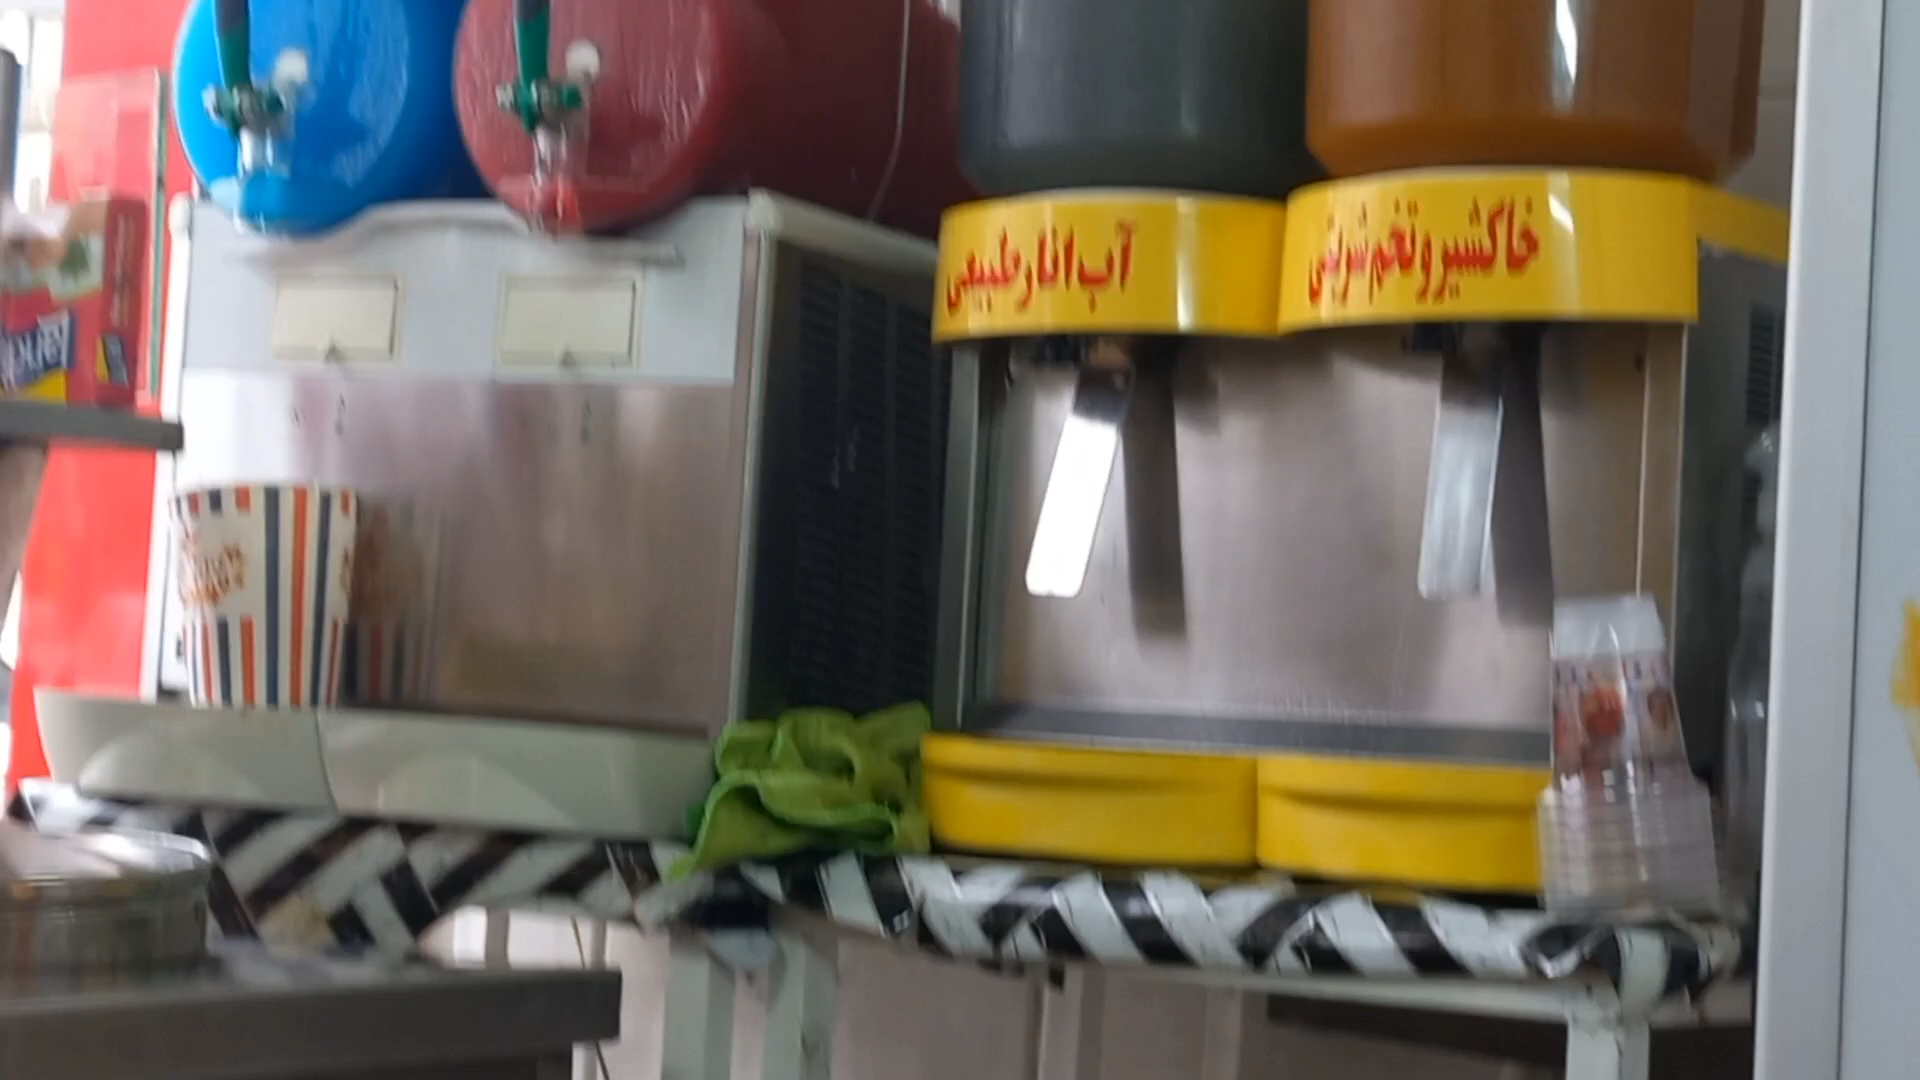 آب انار طبیعی
خاکشیر و تخم شربتی